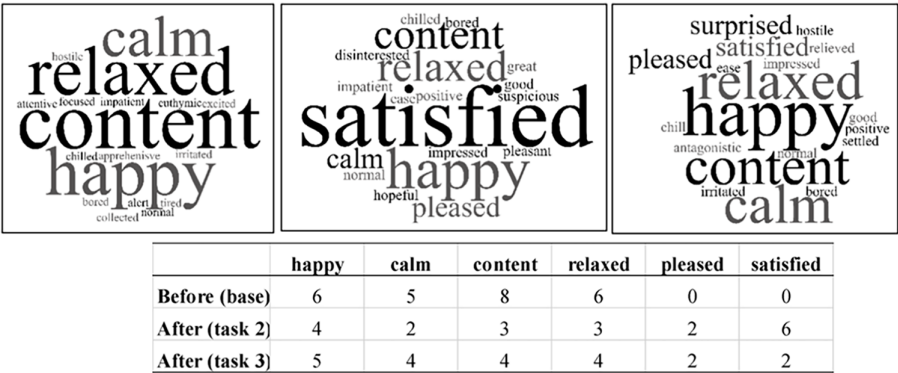 calm
hostile
relaxed
attentive focused impatient euthymic excited
content
chilled apprehenisve irritated
happy
bored alert tired
collected normal
chilled bored
content
disinterested
relaxed great
impatient good
ease positive suspicious
satisfied
calm impressed pleasant
normal happy
hopeful
pleased
surprised hostile
satisfied relieved
pleased ease impressed
relaxed
happy good
chill positive
antagonistic normal settled
content
irritated bored
calm
happy calm content relaxed pleased satisfied
Before (base) 6 5 8 6 0 0
After (task 2) 4 2 3 3 2 6
After (task 3) 5 4 4 4 2 2